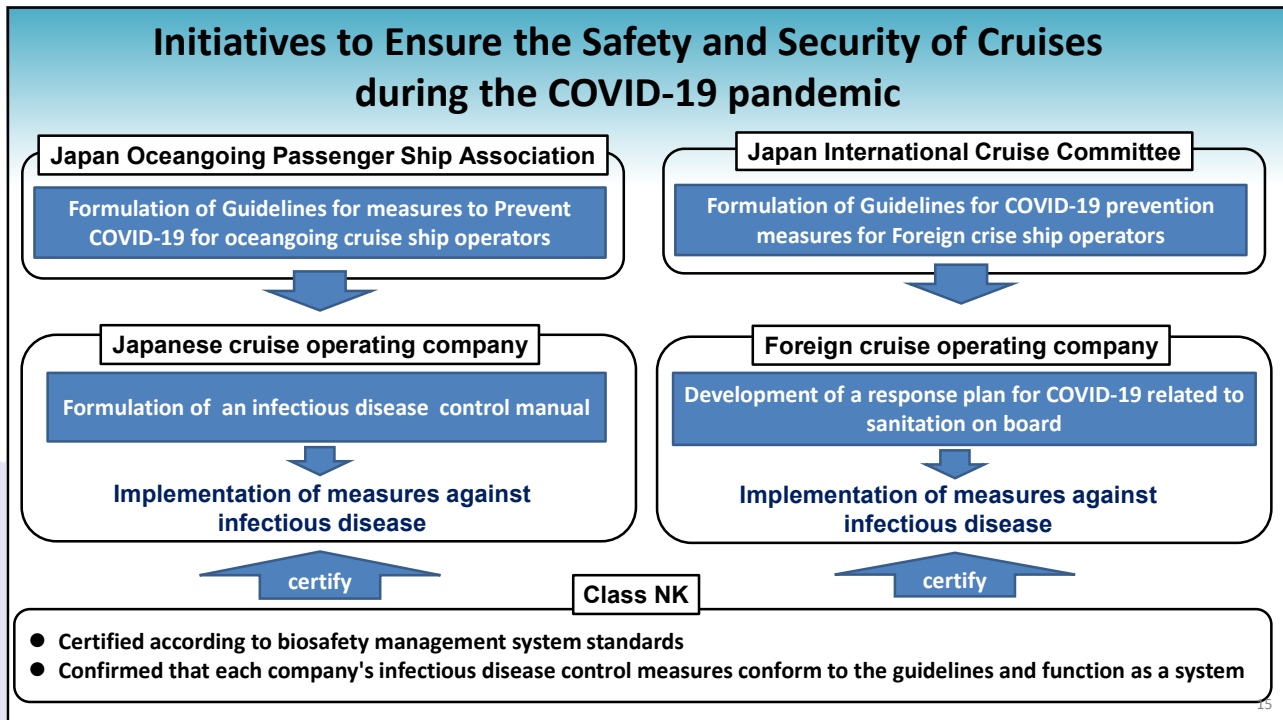 Initiatives to Ensure the Safety and Security of Cruises
during the COVID-19 pandemic
Japan Oceangoing Passenger Ship Association
Formulation of Guidelines for measures to Prevent
COVID-19 for oceangoing cruise ship operators
Japanese cruise operating company
Formulation of an infectious disease control manual
Implementation of measures against
infectious disease
certify
Japan International Cruise Committee
Formulation of Guidelines for COVID-19 prevention
measures for Foreign crise ship operators
Foreign cruise operating company
Development of a response plan for COVID-19 related to
sanitation on board
Implementation of measures against
infectious disease
certify
Class NK
● Certified according to biosafety management system standards
● Confirmed that each company's infectious disease control measures conform to the guidelines and function as a system
15